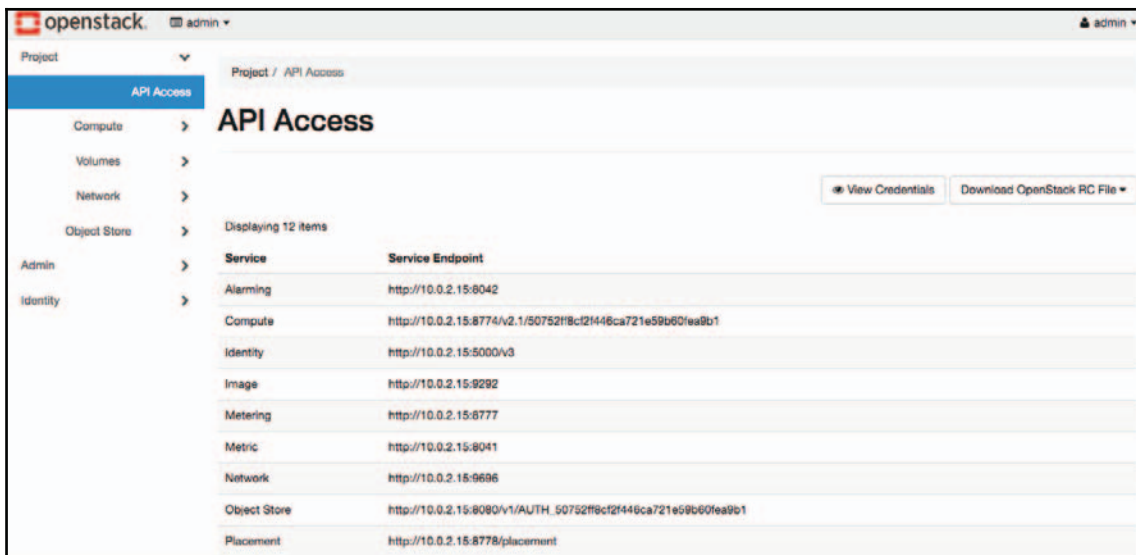 openstack. admin admin
Project
API Access
Compute
Volumes
Network
Object Store
Admin
Identity
Project / API Access
API Access
View Credentials Download OpenStack RC File
Displaying 12 items
Service Service Endpoint
Alarming http://10.0.2.15:8042
Compute http://10.0.2.15:8774/v2.1/50752ff8cf2f446ca721e59b60fea9b1
Identity http://10.0.2.15:5000/v3
Image http://10.0.2.15:9292
Metering http://10.0.2.15:8777
Metric http://10.0.2.15:8041
Network http://10.0.2.15:9696
Object Store http://10.0.2.15:8080/v1/AUTH_50752ff8cf2f446ca721e59b60fea9b1
Placement http://10.0.2.15:8778/placement